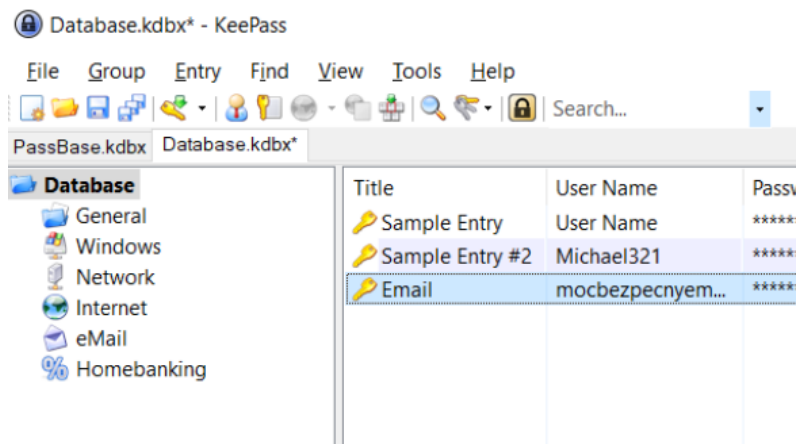 Database.kdbx* - KeePass
File Group Entry Find View Tools Help
Search...
PassBase.kdbx Database.kdbx*
Database
General
Windows
Network
Internet
eMail
Homebanking
Title User Name Passw
Sample Entry User Name *****
Sample Entry #2 Michael321 *****
Email mocbezpecnyem... *****